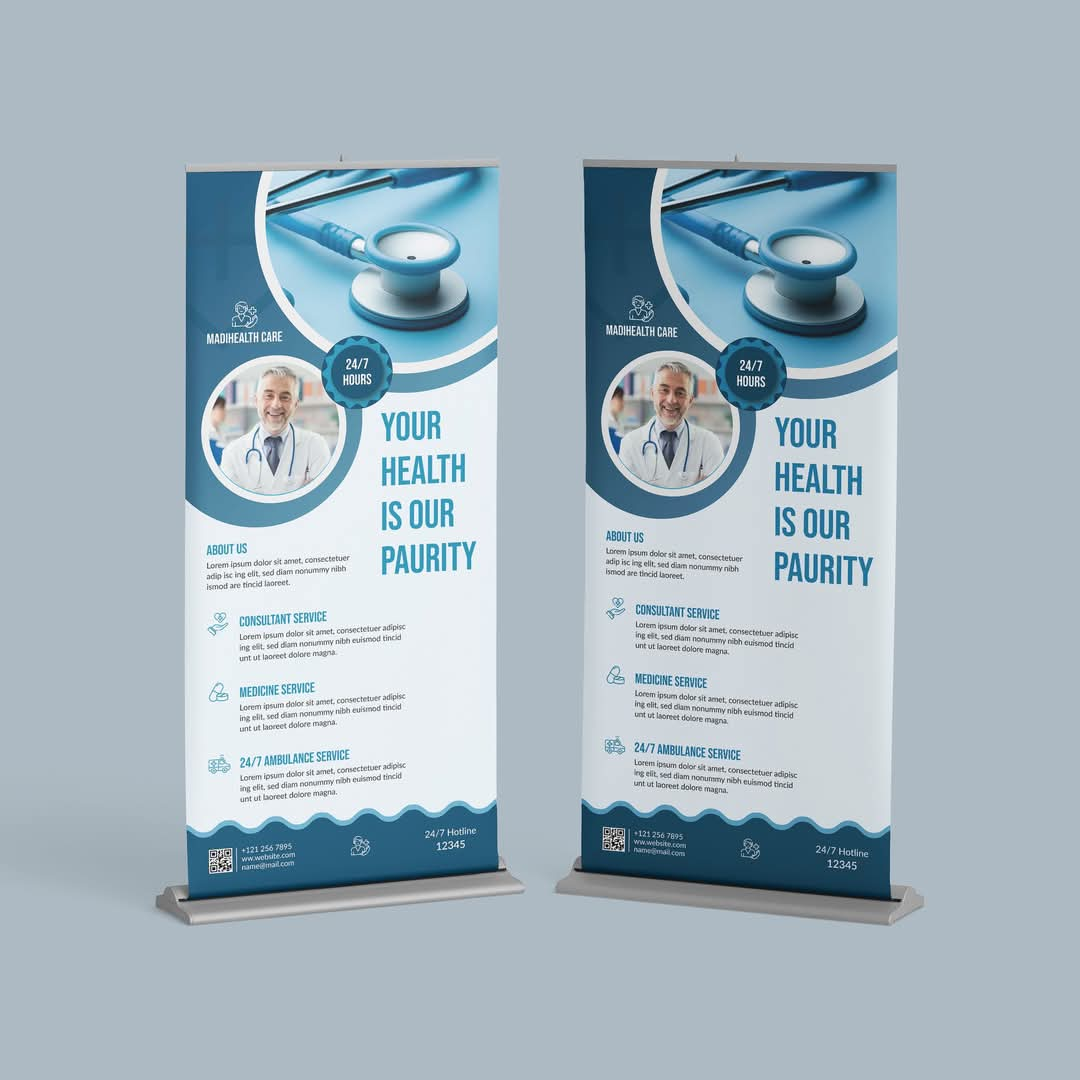 MADIHEALTH CARE
24/7
HOURS
YOUR
HEALTH
IS OUR
PAURITY
ABOUT US
Lorem ipsum dolor sit amet, consectetuer
adip isc ing elit, sed diam nonummy nibh
ismod are tincid laoreet.
CONSULTANT SERVICE
Lorem ipsum dolor sit amet, consectetuer adipisc
ing elit, sed diam nonummy nibh euismod tincid
unt ut laoreet dolore magna.
MEDICINE SERVICE
Lorem ipsum dolor sit amet, consectetuer adipisc
ing elit, sed diam nonummy nibh euismod tincid
unt ut laoreet dolore magna.
24/7 AMBULANCE SERVICE
Lorem ipsum dolor sit amet, consectetuer adipisc
ing elit, sed diam nonummy nibh euismod tincid
unt ut laoreet dolore magna.
+121 256 7895
ww.website.com
name@mail.com
24/7 Hotline
12345
MADIHEALTH CARE
24/7
HOURS
YOUR
HEALTH
IS OUR
PAURITY
ABOUT US
Lorem ipsum dolor sit amet, consectetuer
adip isc ing elit, sed diam nonummy nibh
ismod are tincid laoreet.
CONSULTANT SERVICE
Lorem ipsum dolor sit amet, consectetuer adipisc
ing elit, sed diam nonummy nibh euismod tincid
unt ut laoreet dolore magna.
MEDICINE SERVICE
Lorem ipsum dolor sit amet, consectetuer adipisc
ing elit, sed diam nonummy nibh euismod tincid
unt ut laoreet dolore magna.
24/7 AMBULANCE SERVICE
Lorem ipsum dolor sit amet, consectetuer adipisc
ing elit, sed diam nonummy nibh euismod tincid
unt ut laoreet dolore magna.
+121 256 7895
ww.website.com
name@mail.com
24/7 Hotline
12345